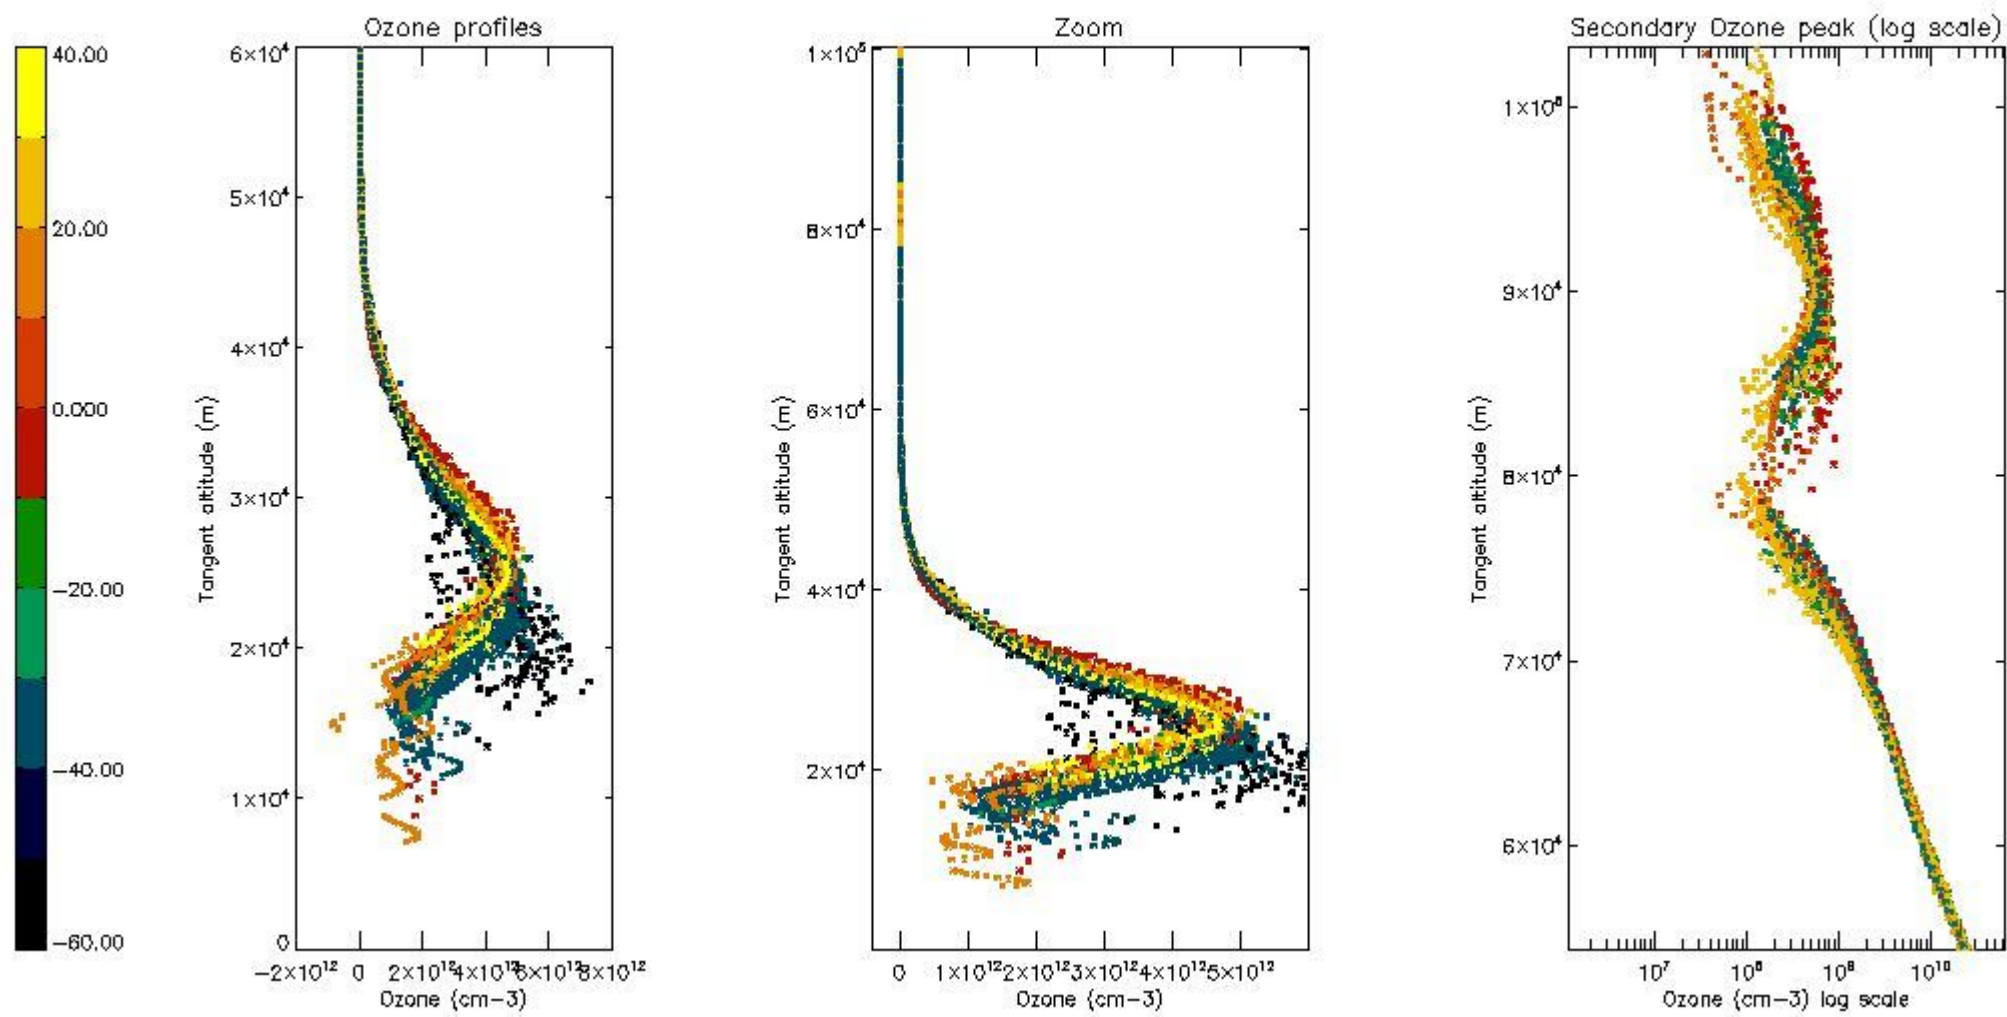 Ozone profiles
Zoom
Secondary Ozone peak (log scale)
40.00
20.00
0.000
−20.00
−40.00
−60.00
6×10⁴
5×10⁴
4×10⁴
3×10⁴
2×10⁴
1×10⁴
0
Tangent altitude (m)
−2×10¹² 0 2×10¹² 4×10¹² 6×10¹² 8×10¹²
Ozone (cm−3)
1×10⁵
8×10⁴
6×10⁴
4×10⁴
2×10⁴
Tangent altitude (m)
0 1×10¹² 2×10¹² 3×10¹² 4×10¹² 5×10¹²
Ozone (cm−3)
1×10⁵
9×10⁴
8×10⁴
7×10⁴
6×10⁴
Tangent altitude (m)
10⁷ 10⁸ 10⁹ 10¹⁰
Ozone (cm−3) log scale